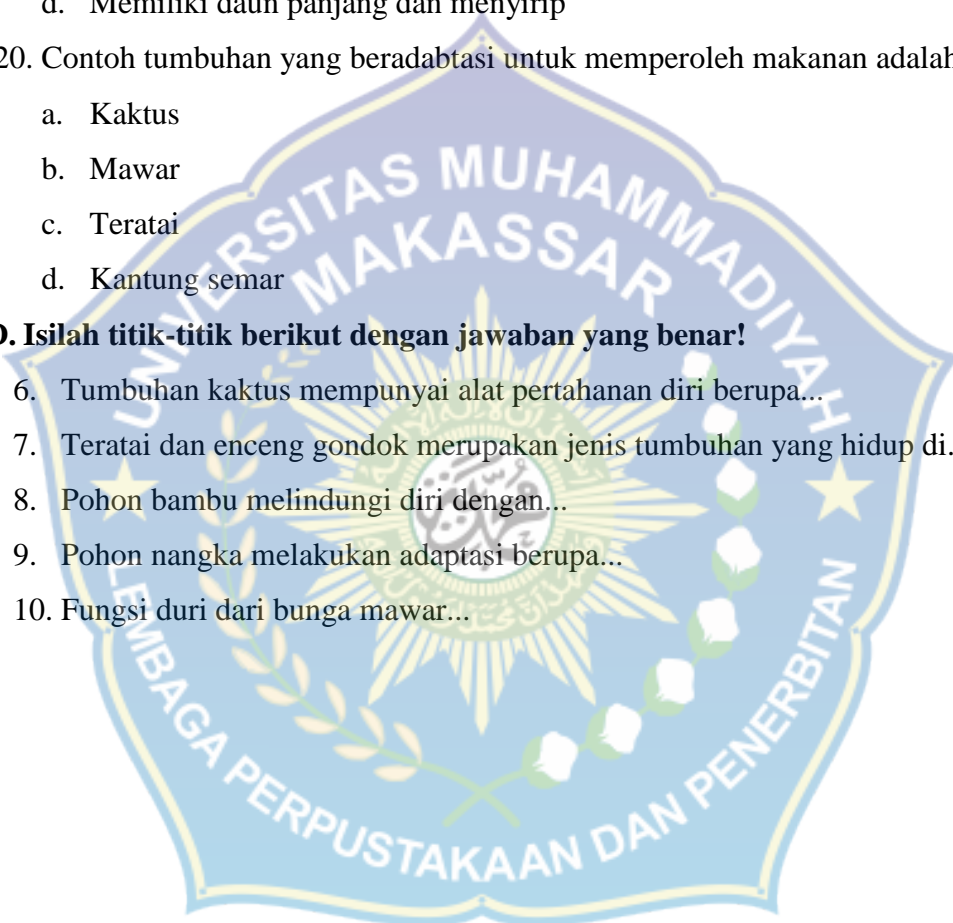 d. Memiliki daun panjang dan menyirip
20. Contoh tumbuhan yang beradabtasi untuk memperoleh makanan adalah
a. Kaktus
b. Mawar
c. Teratai
d. Kantung semar
D. Isilah titik-titik berikut dengan jawaban yang benar!
6. Tumbuhan kaktus mempunyai alat pertahanan diri berupa...
7. Teratai dan enceng gondok merupakan jenis tumbuhan yang hidup di.
8. Pohon bambu melindungi diri dengan...
9. Pohon nangka melakukan adaptasi berupa...
10. Fungsi duri dari bunga mawar...
UNIVERSITAS MUHAMMADIYAH
MAKASSAR
LEMBAGA PERPUSTAKAAN DAN PENERBITAN